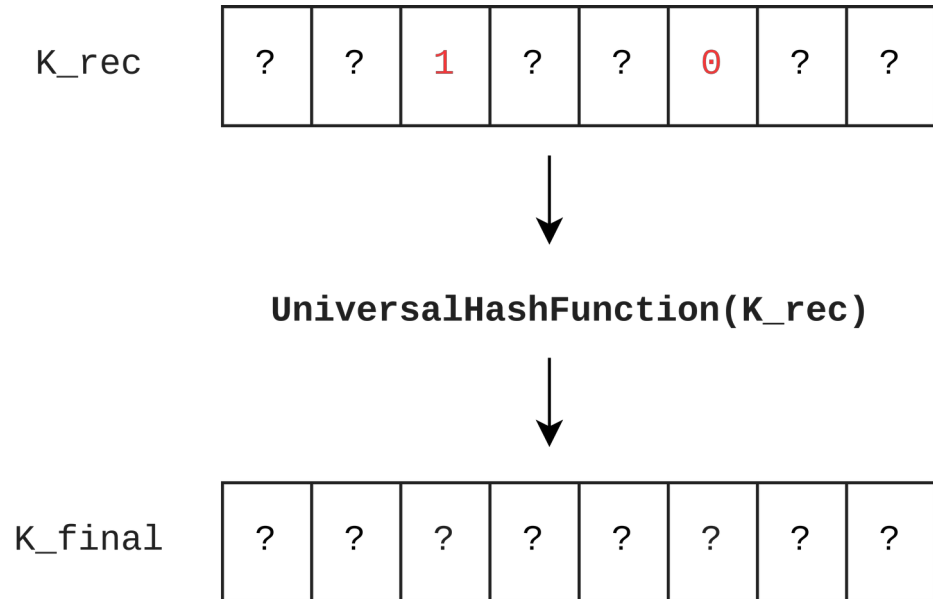 K_rec ? ? 1 ? ? 0 ? ?
UniversalHashFunction(K_rec)
K_final ? ? ? ? ? ? ? ?